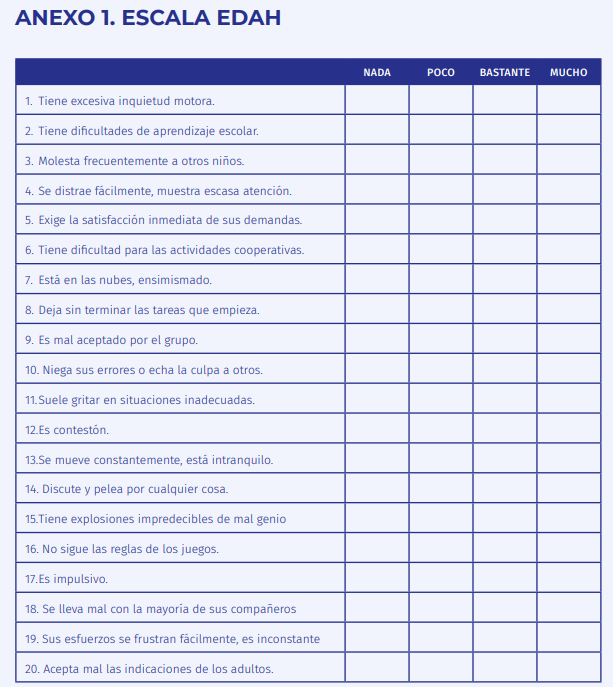 ANEXO 1. ESCALA EDAH
NADA POCO BASTANTE MUCHO
1. Tiene excesiva inquietud motora.
2. Tiene dificultades de aprendizaje escolar.
3. Molesta frecuentemente a otros niños.
4. Se distrae fácilmente, muestra escasa atención.
5. Exige la satisfacción inmediata de sus demandas.
6. Tiene dificultad para las actividades cooperativas.
7. Está en las nubes, ensimismado.
8. Deja sin terminar las tareas que empieza.
9. Es mal aceptado por el grupo.
10. Niega sus errores o echa la culpa a otros.
11.Suele gritar en situaciones inadecuadas.
12.Es contestón.
13.Se mueve constantemente, está intranquilo.
14. Discute y pelea por cualquier cosa.
15.Tiene explosiones impredecibles de mal genio
16. No sigue las reglas de los juegos.
17.Es impulsivo.
18. Se lleva mal con la mayoría de sus compañeros
19. Sus esfuerzos se frustran fácilmente, es inconstante
20. Acepta mal las indicaciones de los adultos.